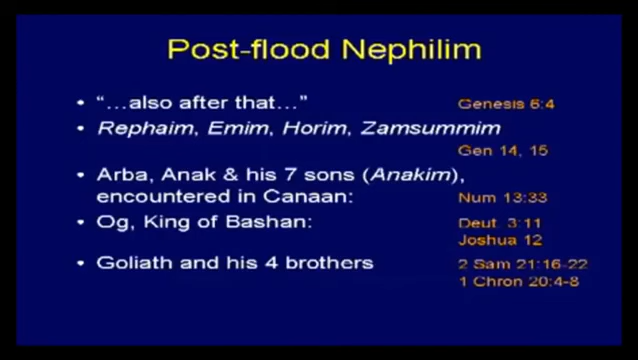 Post-flood Nephilim
• “...also after that...” Genesis 6:4
• Rephaim, Emim, Horim, Zamsummim
Gen 14, 15
• Arba, Anak & his 7 sons (Anakim),
encountered in Canaan: Num 13:33
• Og, King of Bashan: Deut. 3:11
Joshua 12
• Goliath and his 4 brothers 2 Sam 21:16-22
1 Chron 20:4-8